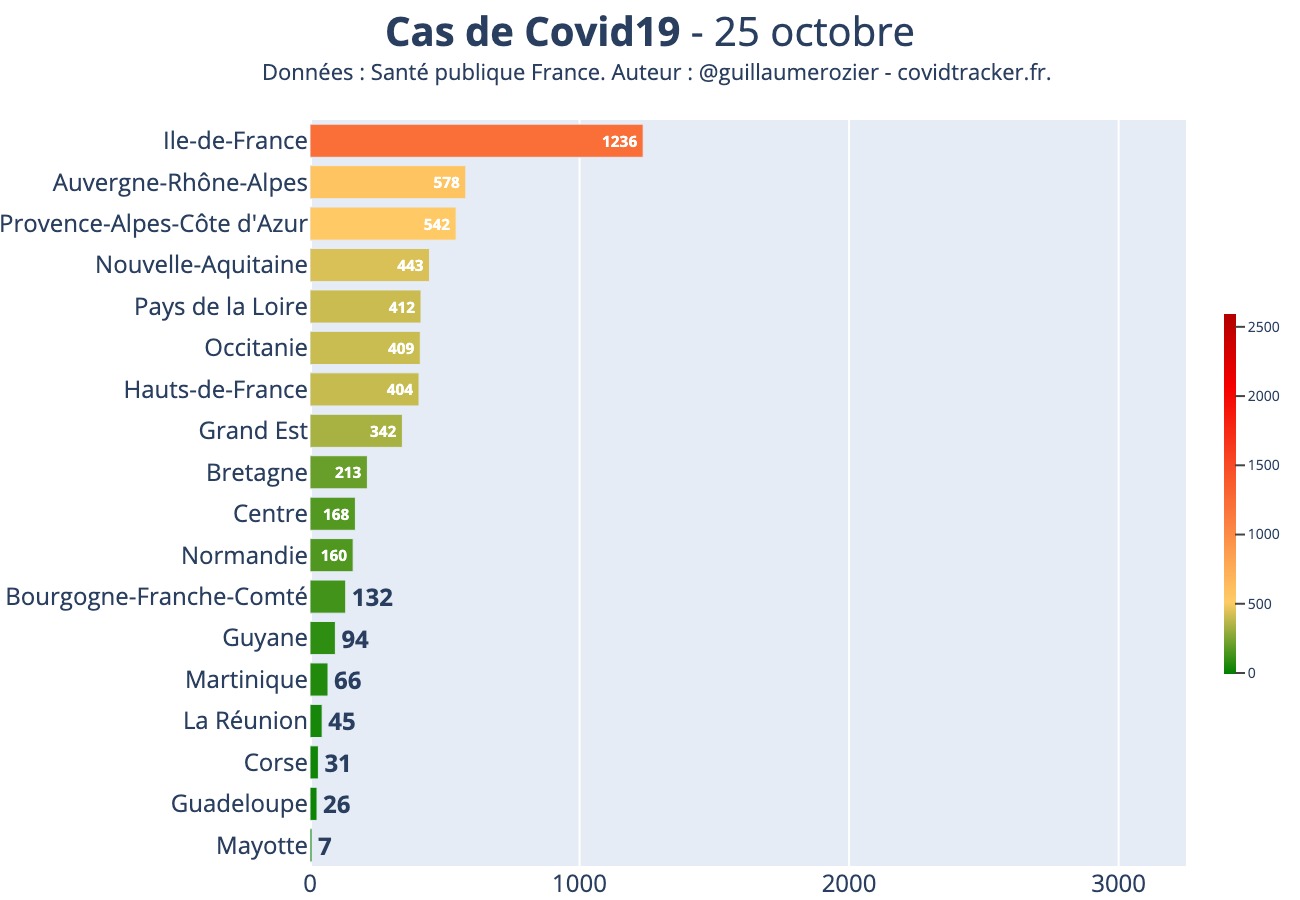 Cas de Covid19 - 25 octobre
Données : Santé publique France. Auteur : @guillaumerozier - covidtracker.fr.
Ile-de-France 1236
Auvergne-Rhône-Alpes 578
Provence-Alpes-Côte d'Azur 542
Nouvelle-Aquitaine 443
Pays de la Loire 412
Occitanie 409
Hauts-de-France 404
Grand Est 342
Bretagne 213
Centre 168
Normandie 160
Bourgogne-Franche-Comté 132
Guyane 94
Martinique 66
La Réunion 45
Corse 31
Guadeloupe 26
Mayotte 7
0 1000 2000 3000
2500
2000
1500
1000
500
0